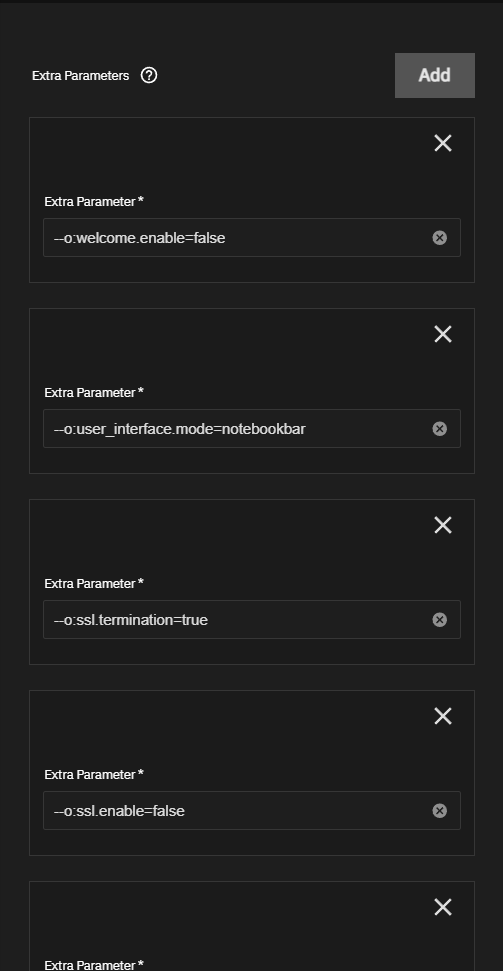 Extra Parameters
Add
Extra Parameter *
--o:welcome.enable=false
Extra Parameter *
--o:user_interface.mode=notebookbar
Extra Parameter *
--o:ssl.termination=true
Extra Parameter *
--o:ssl.enable=false
Extra Parameter *